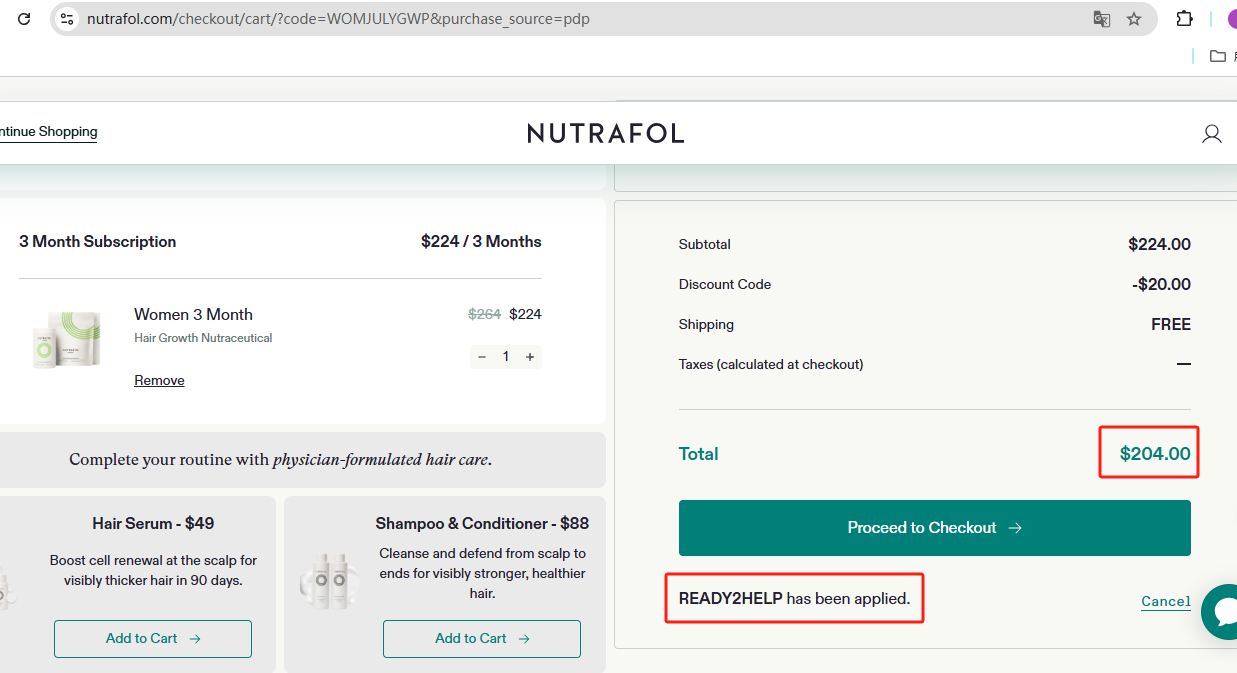 nutrafol.com/checkout/cart/?code=WOMJULYGWP&purchase_source=pdp
ntinue Shopping
NUTRAFOL
3 Month Subscription
$224 / 3 Months
Women 3 Month
$264 $224
Hair Growth Nutraceutical
− 1 +
Remove
Complete your routine with physician-formulated hair care.
Hair Serum - $49
Boost cell renewal at the scalp for
visibly thicker hair in 90 days.
Add to Cart →
Shampoo & Conditioner - $88
Cleanse and defend from scalp to
ends for visibly stronger, healthier
hair.
Add to Cart →
Subtotal
$224.00
Discount Code
-$20.00
Shipping
FREE
Taxes (calculated at checkout)
—
Total
$204.00
Proceed to Checkout →
READY2HELP has been applied.
Cancel